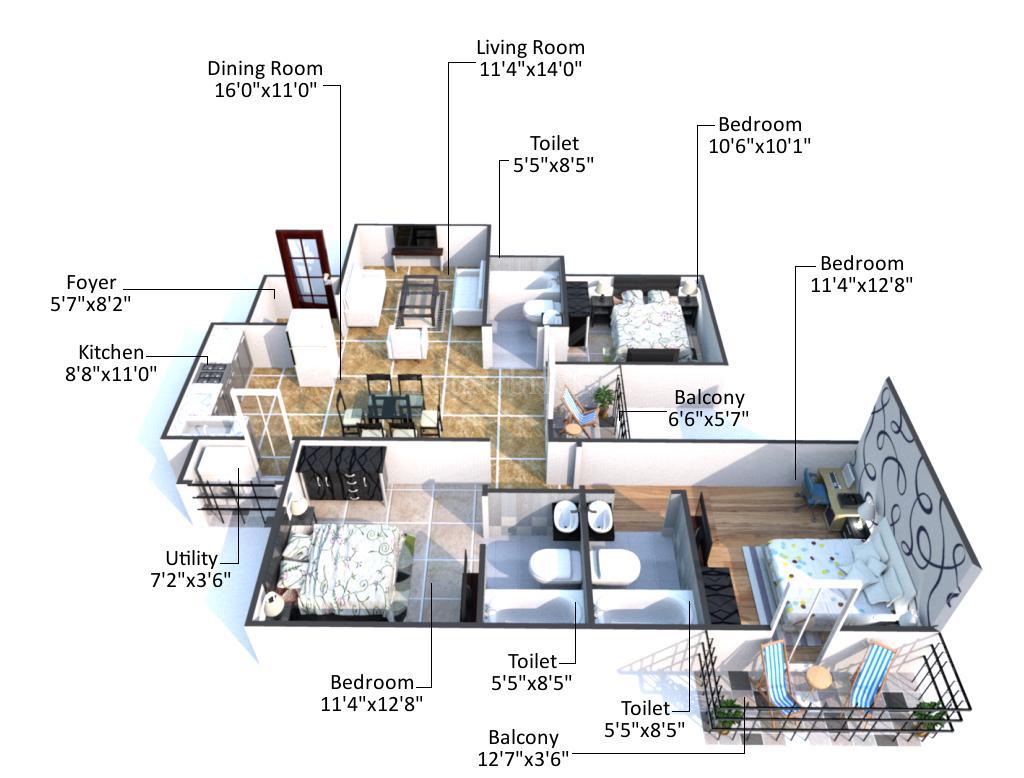 Living Room
11'4"x14'0"
Dining Room
16'0"x11'0"
Bedroom
10'6"x10'1"
Toilet
5'5"x8'5"
Bedroom
11'4"x12'8"
Foyer
5'7"x8'2"
Kitchen
8'8"x11'0"
Balcony
6'6"x5'7"
Utility
7'2"x3'6"
Toilet
5'5"x8'5"
Bedroom
11'4"x12'8"
Toilet
5'5"x8'5"
Balcony
12'7"x3'6"